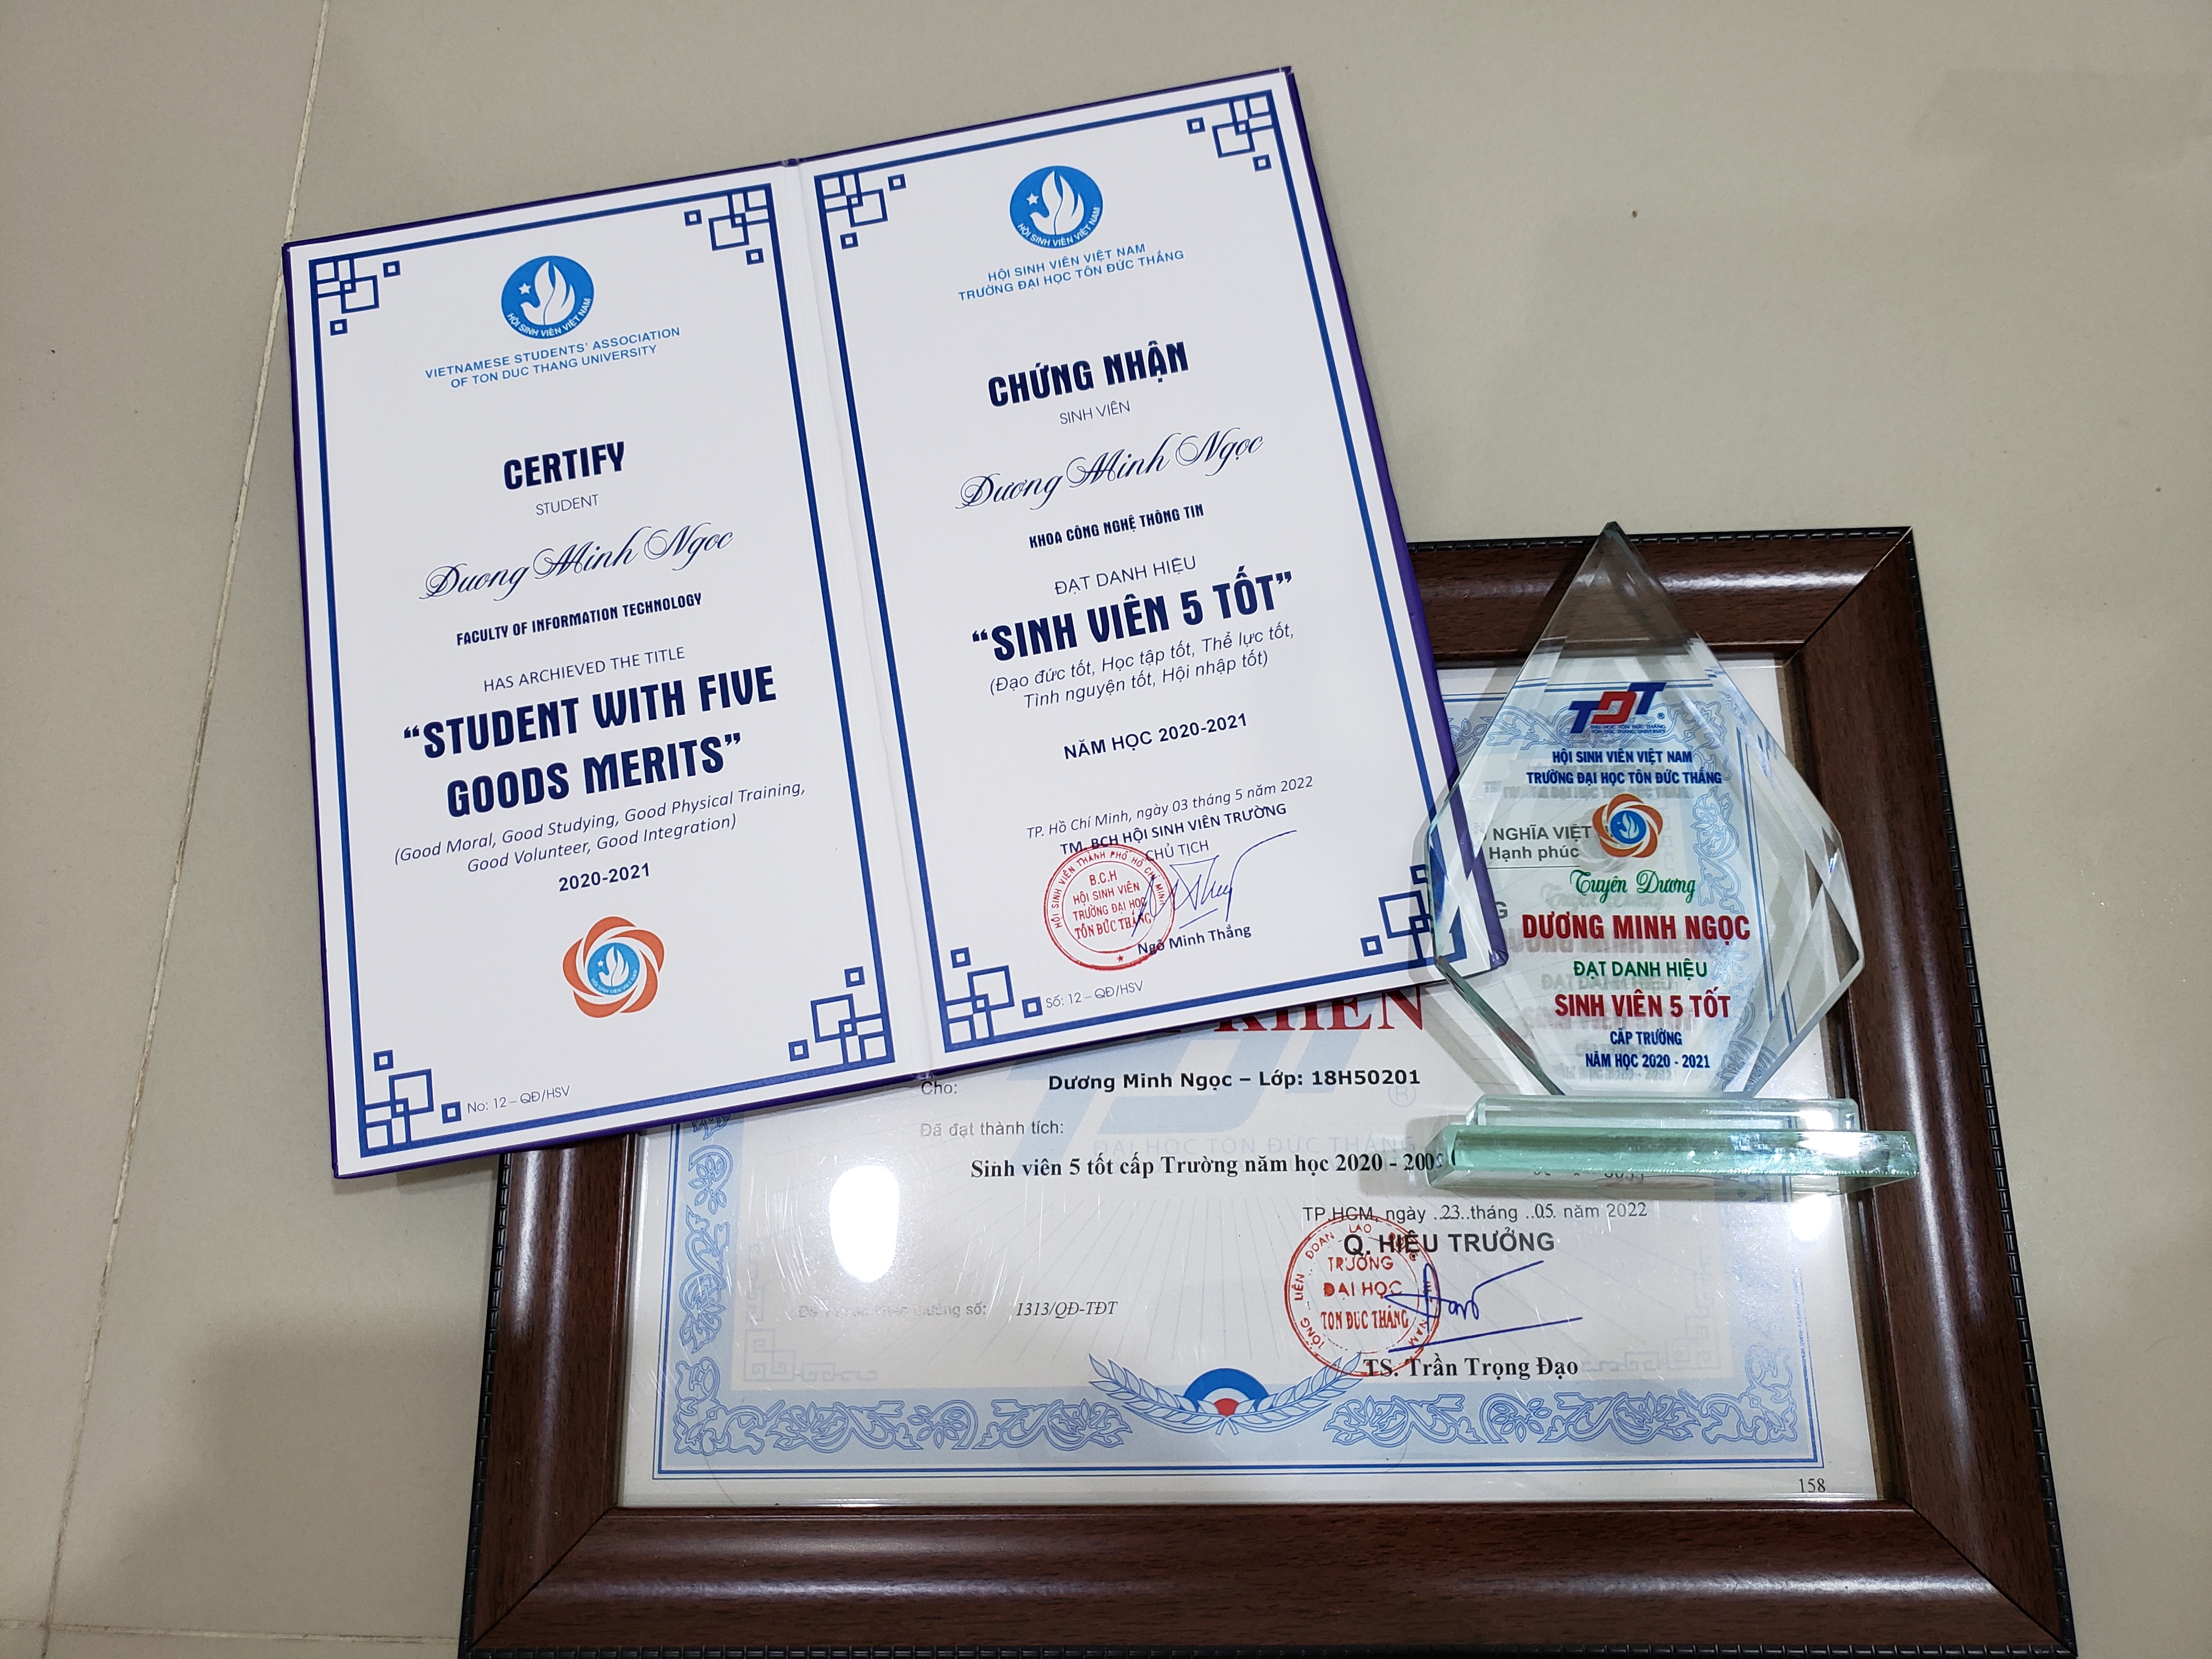 HỘI SINH VIÊN VIỆT NAM
VIETNAMESE STUDENTS' ASSOCIATION
OF TON DUC THANG UNIVERSITY
CERTIFY
STUDENT
Duong Minh Ngoc
FACULTY OF INFORMATION TECHNOLOGY
HAS ARCHIEVED THE TITLE
“STUDENT WITH FIVE
GOODS MERITS”
(Good Moral, Good Studying, Good Physical Training,
Good Volunteer, Good Integration)
2020-2021
No: 12 – QĐ/HSV
HỘI SINH VIÊN VIỆT NAM
HỘI SINH VIÊN VIỆT NAM
TRƯỜNG ĐẠI HỌC TÔN ĐỨC THẮNG
CHỨNG NHẬN
SINH VIÊN
Dương Minh Ngọc
KHOA CÔNG NGHỆ THÔNG TIN
ĐẠT DANH HIỆU
“SINH VIÊN 5 TỐT”
(Đạo đức tốt, Học tập tốt, Thể lực tốt,
Tình nguyện tốt, Hội nhập tốt)
NĂM HỌC 2020-2021
TP. Hồ Chí Minh, ngày 03 tháng 5 năm 2022
TM. BCH HỘI SINH VIÊN TRƯỜNG
CHỦ TỊCH
HỘI SINH VIÊN THÀNH PHỐ HỒ CHÍ MINH
B.C.H
HỘI SINH VIÊN
TRƯỜNG ĐẠI HỌC
TÔN ĐỨC THẮNG
Ngô Minh Thắng
Số: 12 – QĐ/HSV
TDT
HỘI SINH VIÊN VIỆT NAM
TRƯỜNG ĐẠI HỌC TÔN ĐỨC THẮNG
NGHĨA VIỆT
Hạnh phúc
Tuyên Dương
DƯƠNG MINH NGỌC
ĐẠT DANH HIỆU
SINH VIÊN 5 TỐT
CẤP TRƯỜNG
NĂM HỌC 2020 - 2021
Cho:
Dương Minh Ngọc – Lớp: 18H50201
Đã đạt thành tích:
Sinh viên 5 tốt cấp Trường năm học 2020 -
TP.HCM, ngày ..23..tháng ..05. năm 2022
Q. HIỆU TRƯỞNG
TỔNG LIÊN ĐOÀN LAO
TRƯỜNG
ĐẠI HỌC
TÔN ĐỨC THẮNG
NAM
số: 1313/QĐ-TĐT
TS. Trần Trọng Đạo
158